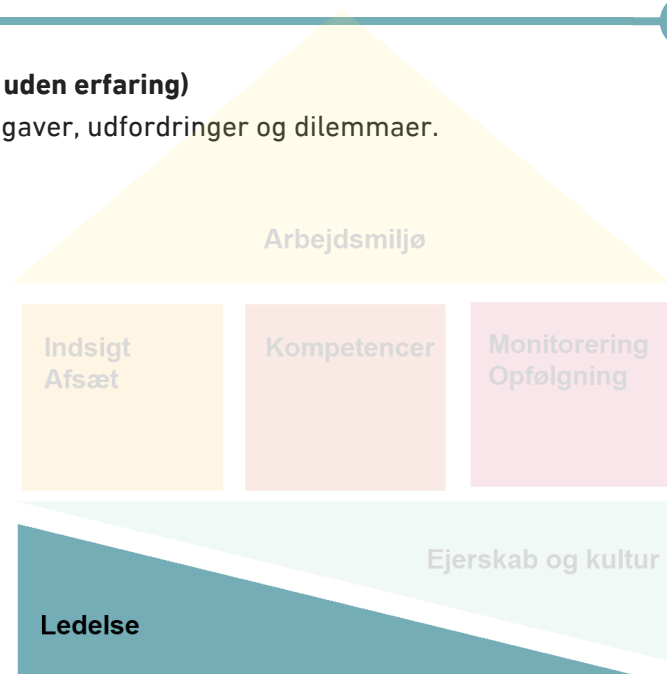 uden erfaring)
gaver, udfordringer og dilemmaer.
Arbejdsmiljø
Indsigt
Afsæt
Kompetencer
Monitorering
Opfølgning
Ejerskab og kultur
Ledelse